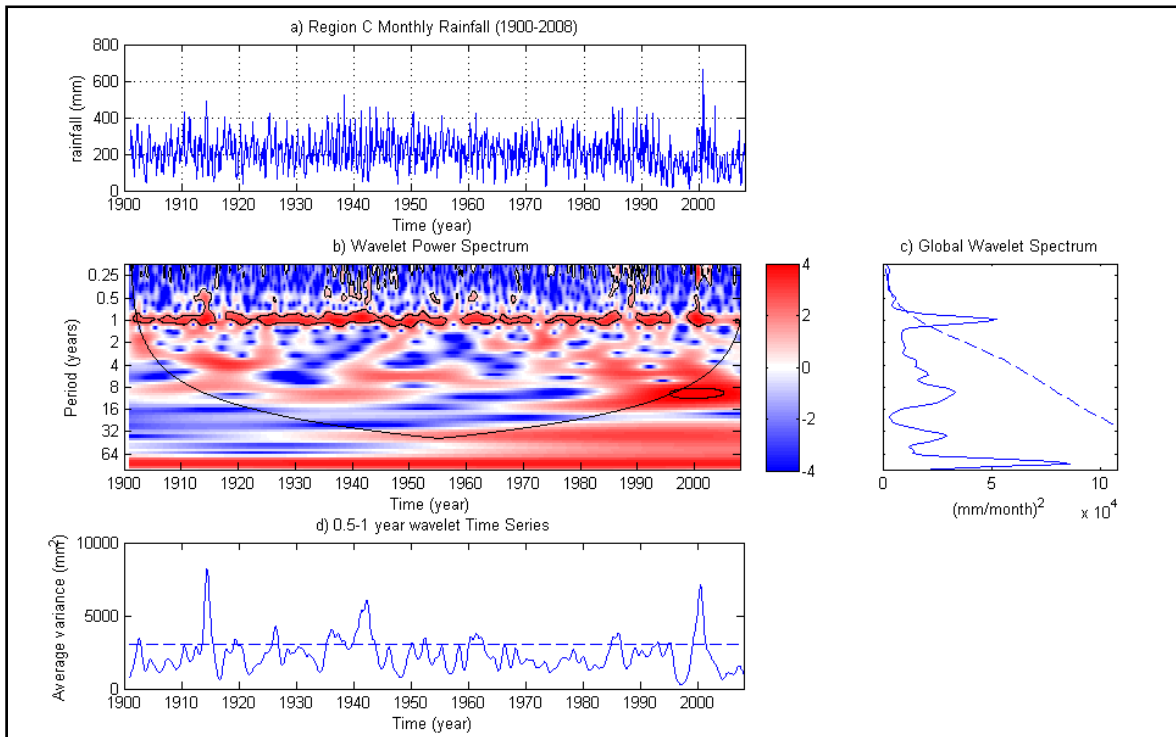 a) Region C Monthly Rainfall (1900-2008)
800
600
400
200
0
rainfall (mm)
1900 1910 1920 1930 1940 1950 1960 1970 1980 1990 2000
Time (year)
b) Wavelet Power Spectrum
0.25
0.5
1
2
4
8
16
32
64
Period (years)
1900 1910 1920 1930 1940 1950 1960 1970 1980 1990 2000
Time (year)
4
2
0
-2
-4
c) Global Wavelet Spectrum
0 5 10
(mm/month)²
x 10⁴
d) 0.5-1 year wavelet Time Series
10000
5000
0
Average variance (mm²)
1900 1910 1920 1930 1940 1950 1960 1970 1980 1990 2000
Time (year)